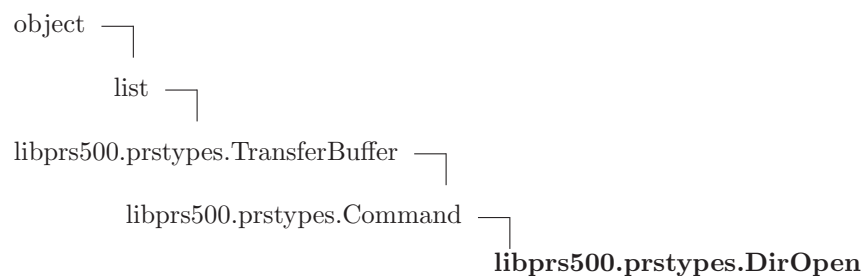 object
list
libprs500.prstypes.TransferBuffer
libprs500.prstypes.Command
libprs500.prstypes.DirOpen